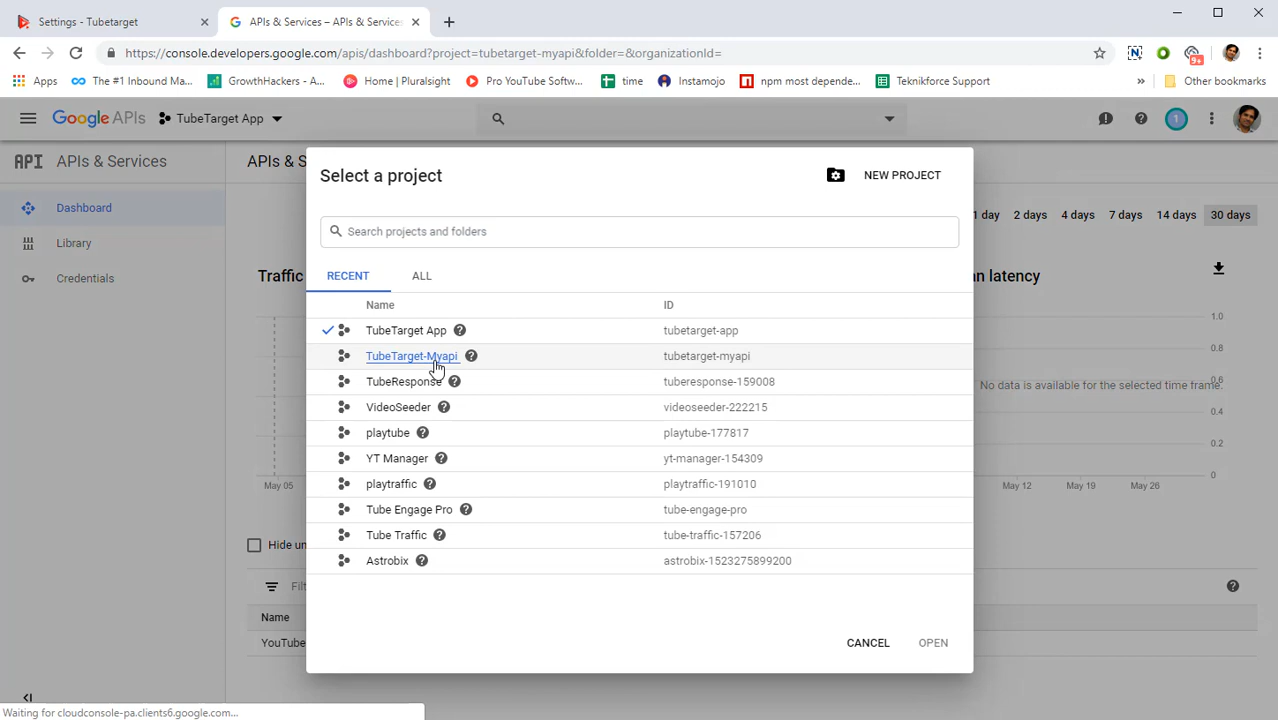 Settings - Tubetarget
APIs & Services – APIs & Services
https://console.developers.google.com/apis/dashboard?project=tubetarget-myapi&folder=&organizationId=
9+
Apps
The #1 Inbound Ma...
GrowthHackers - A...
Home | Pluralsight
Pro YouTube Softw...
time
Instamojo
npm most depende...
Teknikforce Support
»
Other bookmarks
Google APIs
TubeTarget App
1
API APIs & Services
APIs & S
Select a project
NEW PROJECT
Dashboard
1 day 2 days 4 days 7 days 14 days 30 days
Search projects and folders
Library
Credentials
RECENT ALL
Traffic
an latency
Name ID
1.0
TubeTarget App tubetarget-app
0.8
TubeTarget-Myapi tubetarget-myapi
TubeResponse tuberesponse-159008
No data is available for the selected time frame.
0.6
VideoSeeder videoseeder-222215
0.4
playtube playtube-177817
0.2
YT Manager yt-manager-154309
0
playtraffic playtraffic-191010
May 05
May 12 May 19 May 26
Tube Engage Pro tube-engage-pro
Tube Traffic tube-traffic-157206
Hide un
Astrobix astrobix-1523275899200
Filt
Name
YouTube
CANCEL OPEN
Waiting for cloudconsole-pa.clients6.google.com...